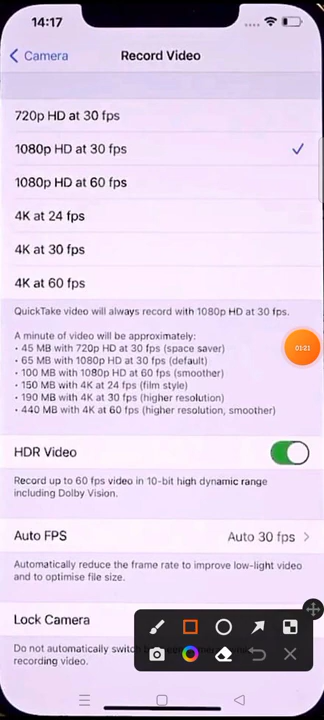 14:17
Camera
Record Video
720p HD at 30 fps
1080p HD at 30 fps
1080p HD at 60 fps
4K at 24 fps
4K at 30 fps
4K at 60 fps
QuickTake video will always record with 1080p HD at 30 fps.
A minute of video will be approximately:
• 45 MB with 720p HD at 30 fps (space saver)
• 65 MB with 1080p HD at 30 fps (default)
• 100 MB with 1080p HD at 60 fps (smoother)
• 150 MB with 4K at 24 fps (film style)
• 190 MB with 4K at 30 fps (higher resolution)
• 440 MB with 4K at 60 fps (higher resolution, smoother)
01:21
HDR Video
Record up to 60 fps video in 10-bit high dynamic range
including Dolby Vision.
Auto FPS
Auto 30 fps
Automatically reduce the frame rate to improve low-light video
and to optimise file size.
Lock Camera
Do not automatically switch
recording video.